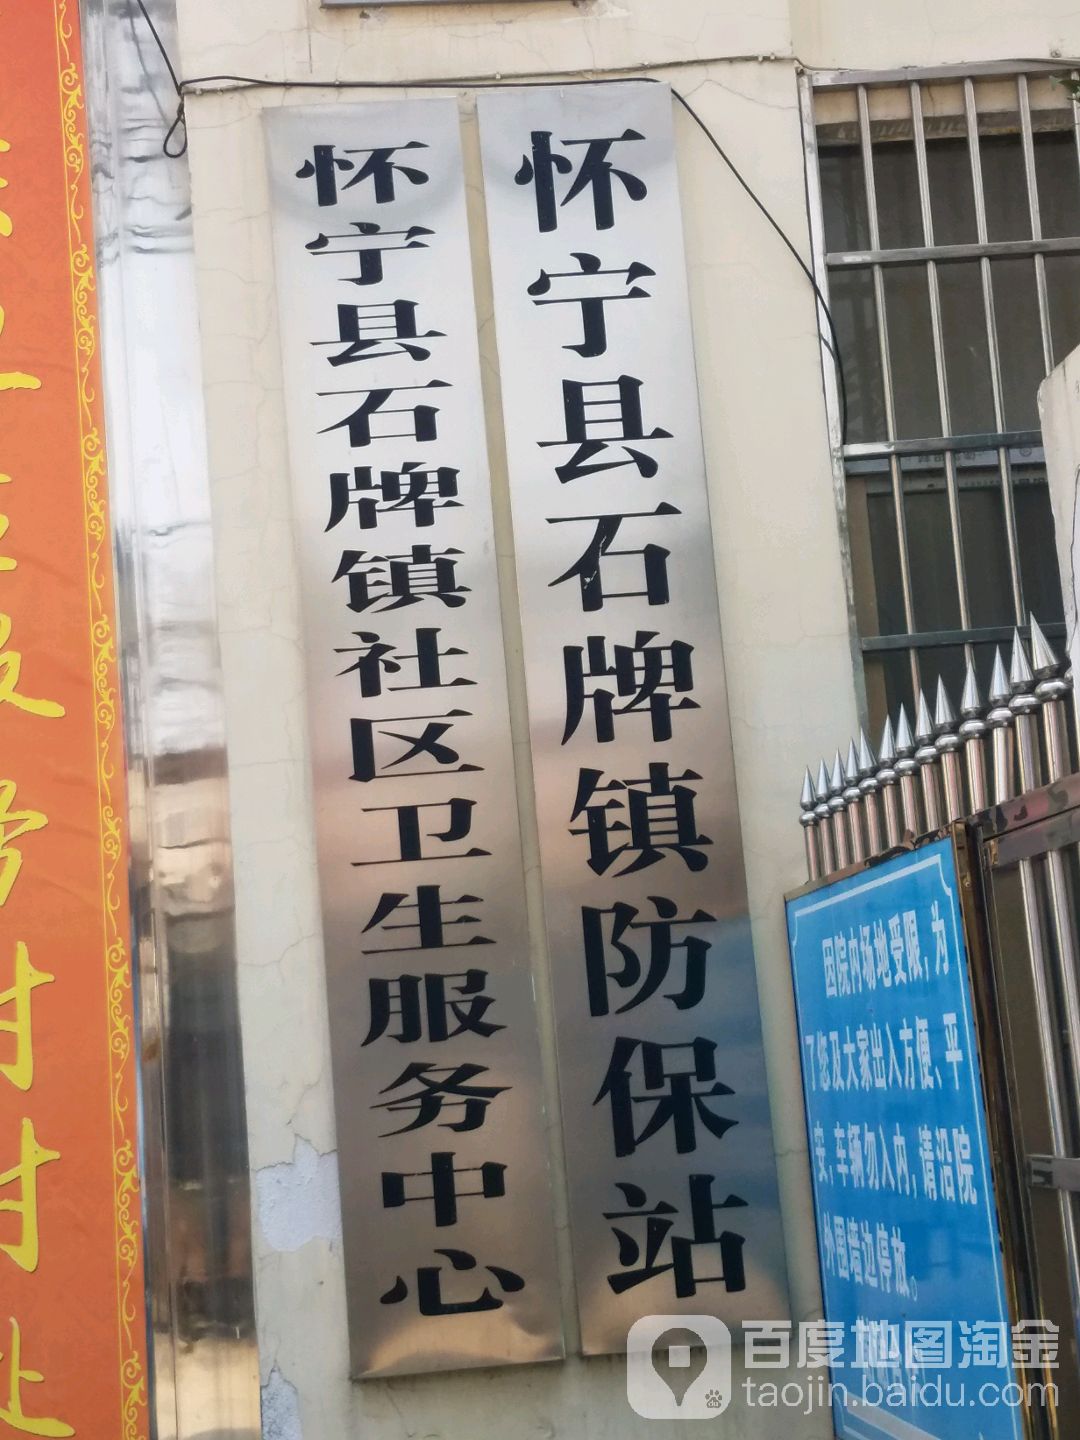 怀宁县石牌镇防保站
怀宁县石牌镇社区卫生服务中心
因院内场地受限，为
了您及大家出入方便、平
安、车辆勿入内，请沿院
外围墙边停放。
百度地图淘金
taojin.baidu.com